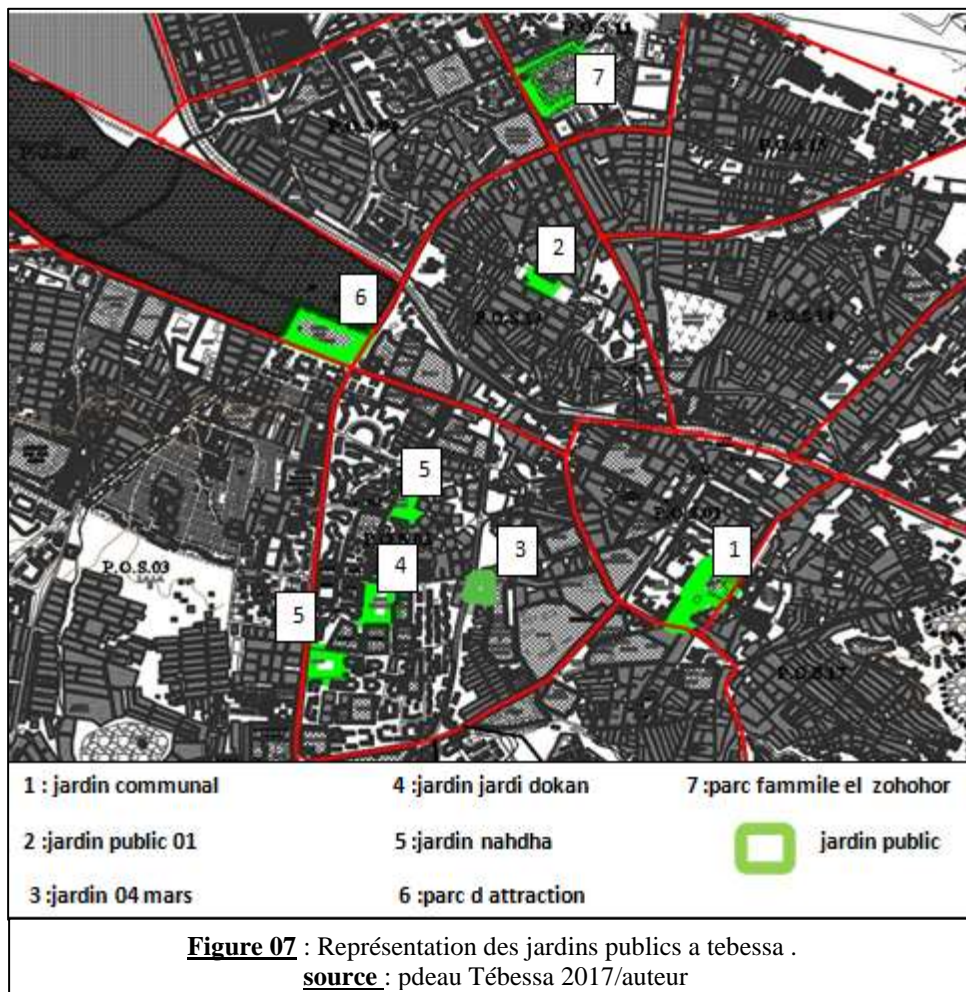 P.O.S.11
7
2
6
5
P.O.S.01
4
3
1
P.O.S.03
5
1 : jardin communal
4 :jardin jardi dokan
7 :parc fammile el zohohor
2 :jardin public 01
5 :jardin nahdha
jardin public
3 :jardin 04 mars
6 :parc d attraction
Figure 07 : Représentation des jardins publics a tebessa .
source : pdeau Tébessa 2017/auteur